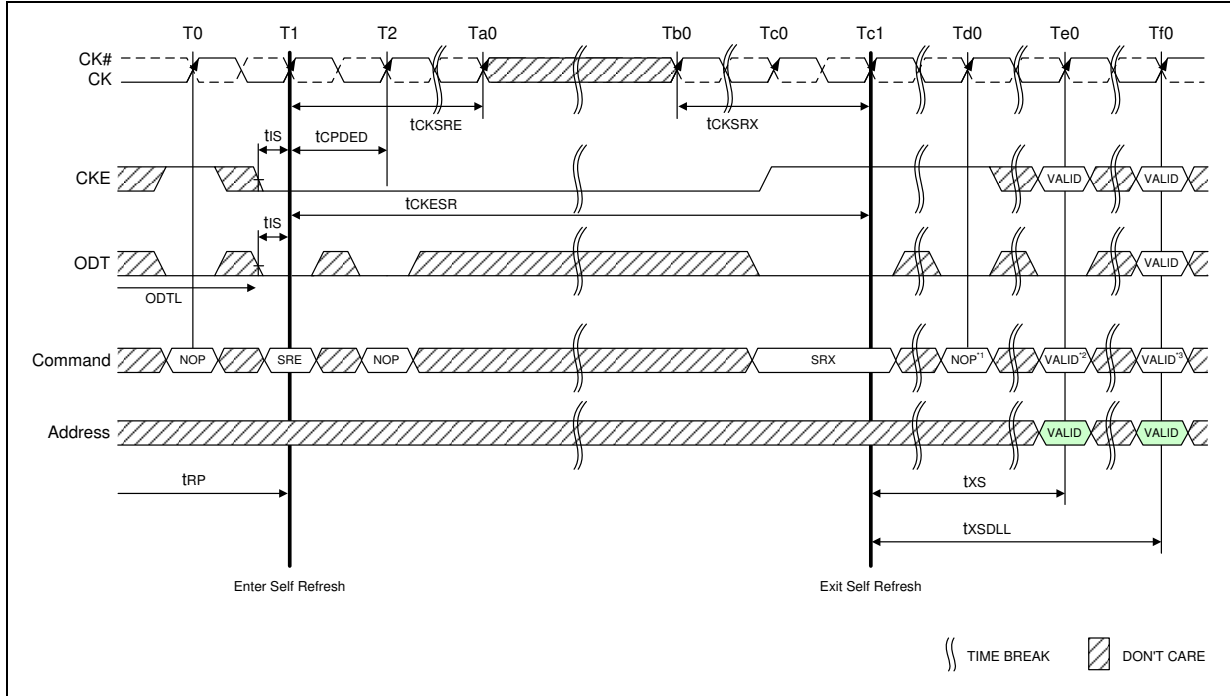 T0 T1 T2 Ta0 Tb0 Tc0 Tc1 Td0 Te0 Tf0
CK#
CK
tCKSRE tCKSRX
tIS tCPDED
CKE VALID VALID
tCKESR
tIS
ODT VALID
ODTL
Command NOP SRE NOP SRX NOP*1 VALID*2 VALID*3
Address VALID VALID
tRP tXS
tXSDLL
Enter Self Refresh Exit Self Refresh
TIME BREAK DON'T CARE